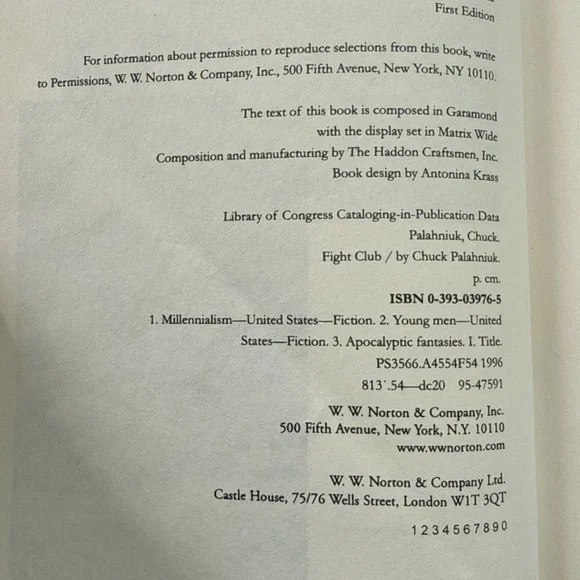 First Edition
For information about permission to reproduce selections from this book, write
to Permissions, W. W. Norton & Company, Inc., 500 Fifth Avenue, New York, NY 10110.
The text of this book is composed in Garamond
with the display set in Matrix Wide
Composition and manufacturing by The Haddon Craftsmen, Inc.
Book design by Antonina Krass
Library of Congress Cataloging-in-Publication Data
Palahniuk, Chuck.
Fight Club / by Chuck Palahniuk.
p. cm.
ISBN 0-393-03976-5
1. Millennialism—United States—Fiction. 2. Young men—United
States—Fiction. 3. Apocalyptic fantasies. I. Title.
PS3566.A4554F54 1996
813´.54—dc20 95-47591
W. W. Norton & Company, Inc.
500 Fifth Avenue, New York, N.Y. 10110
www.wwnorton.com
W. W. Norton & Company Ltd.
Castle House, 75/76 Wells Street, London W1T 3QT
1 2 3 4 5 6 7 8 9 0